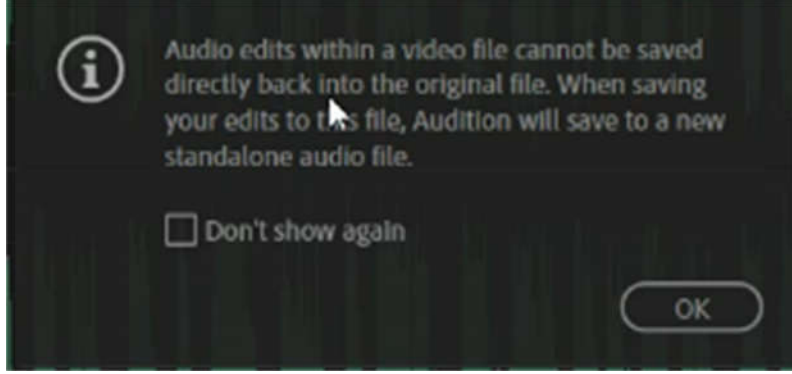 Audio edits within a video file cannot be saved
directly back into the original file. When saving
your edits to this file, Audition will save to a new
standalone audio file.
Don't show again
OK